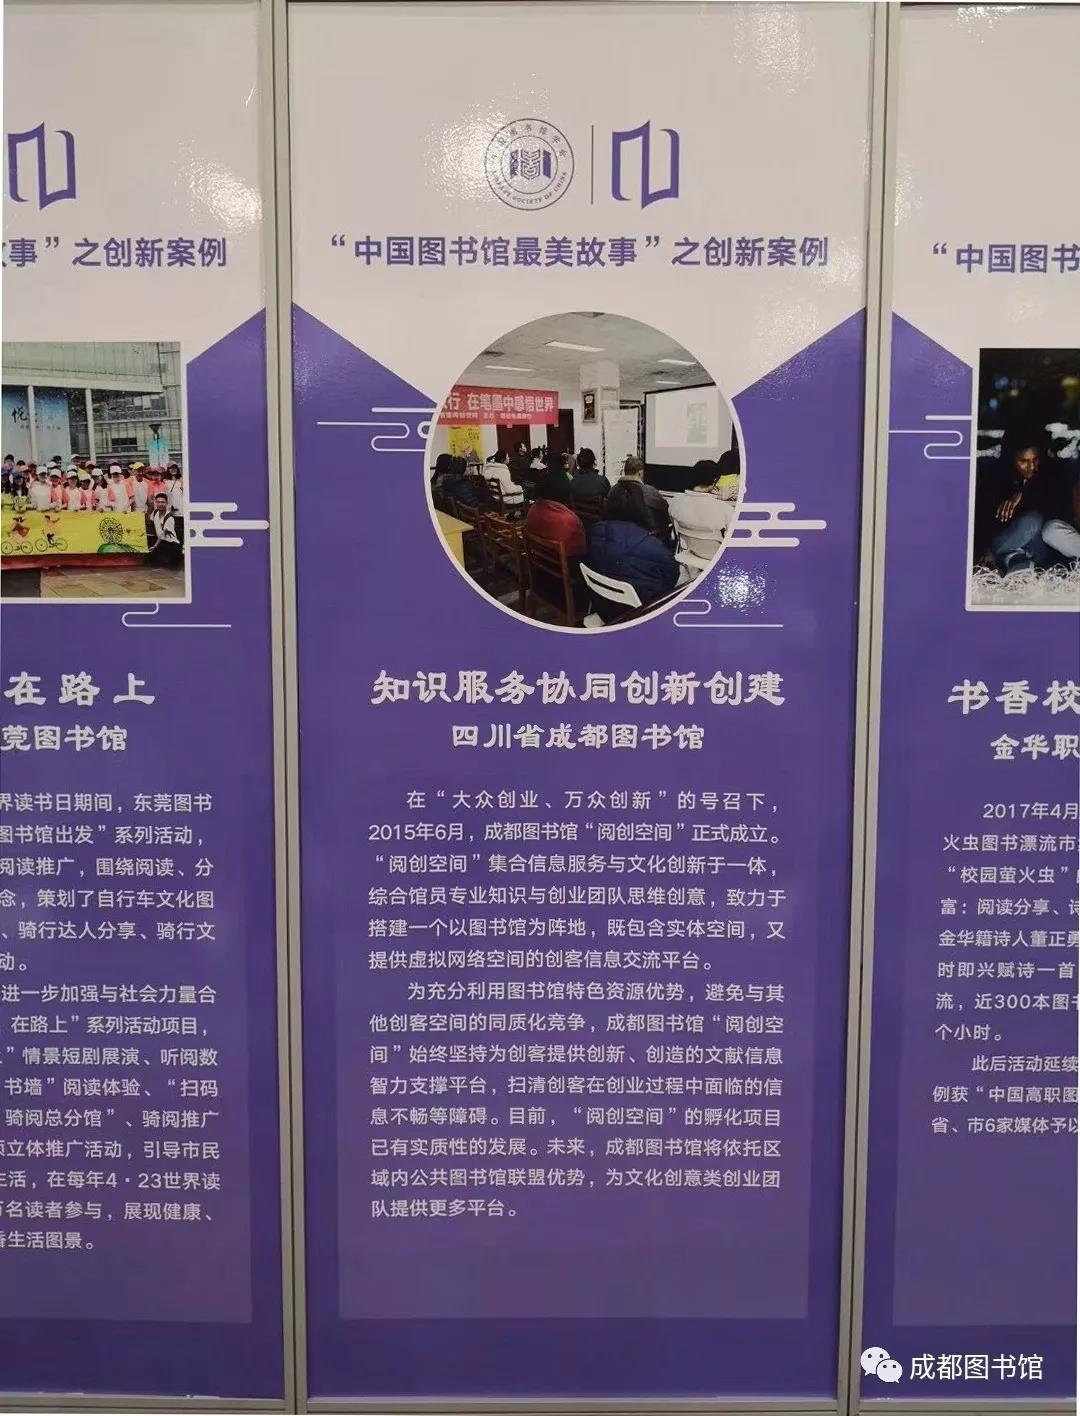 事”之创新案例
在路上
莞图书馆
界读书日期间，东莞图书
图书馆出发”系列活动，
阅读推广，围绕阅读、分
念，策划了自行车文化图
、骑行达人分享、骑行文
动。
进一步加强与社会力量合
在路上”系列活动项目，
”情景短剧展演、听阅数
书墙”阅读体验、“扫码
骑阅总分馆”、骑阅推广
立体推广活动，引导市民
生活，在每年4·23世界读
万名读者参与，展现健康、
香生活图景。
LIBRARY SOCIETY OF CHINA
“中国图书馆最美故事”之创新案例
行 在笔墨中感悟世界
知识服务协同创新创建
四川省成都图书馆
在“大众创业、万众创新”的号召下，
2015年6月，成都图书馆“阅创空间”正式成立。
“阅创空间”集合信息服务与文化创新于一体，
综合馆员专业知识与创业团队思维创意，致力于
搭建一个以图书馆为阵地，既包含实体空间，又
提供虚拟网络空间的创客信息交流平台。
为充分利用图书馆特色资源优势，避免与其
他创客空间的同质化竞争，成都图书馆“阅创空
间”始终坚持为创客提供创新、创造的文献信息
智力支撑平台，扫清创客在创业过程中面临的信
息不畅等障碍。目前，“阅创空间”的孵化项目
已有实质性的发展。未来，成都图书馆将依托区
域内公共图书馆联盟优势，为文化创意类创业团
队提供更多平台。
“中国图书
书香校
金华职
2017年4月
火虫图书漂流市
“校园萤火虫”
富：阅读分享、诗
金华籍诗人董正勇
时即兴赋诗一首
流，近300本图书
个小时。
此后活动延续
例获“中国高职图
省、市6家媒体予以
成都图书馆